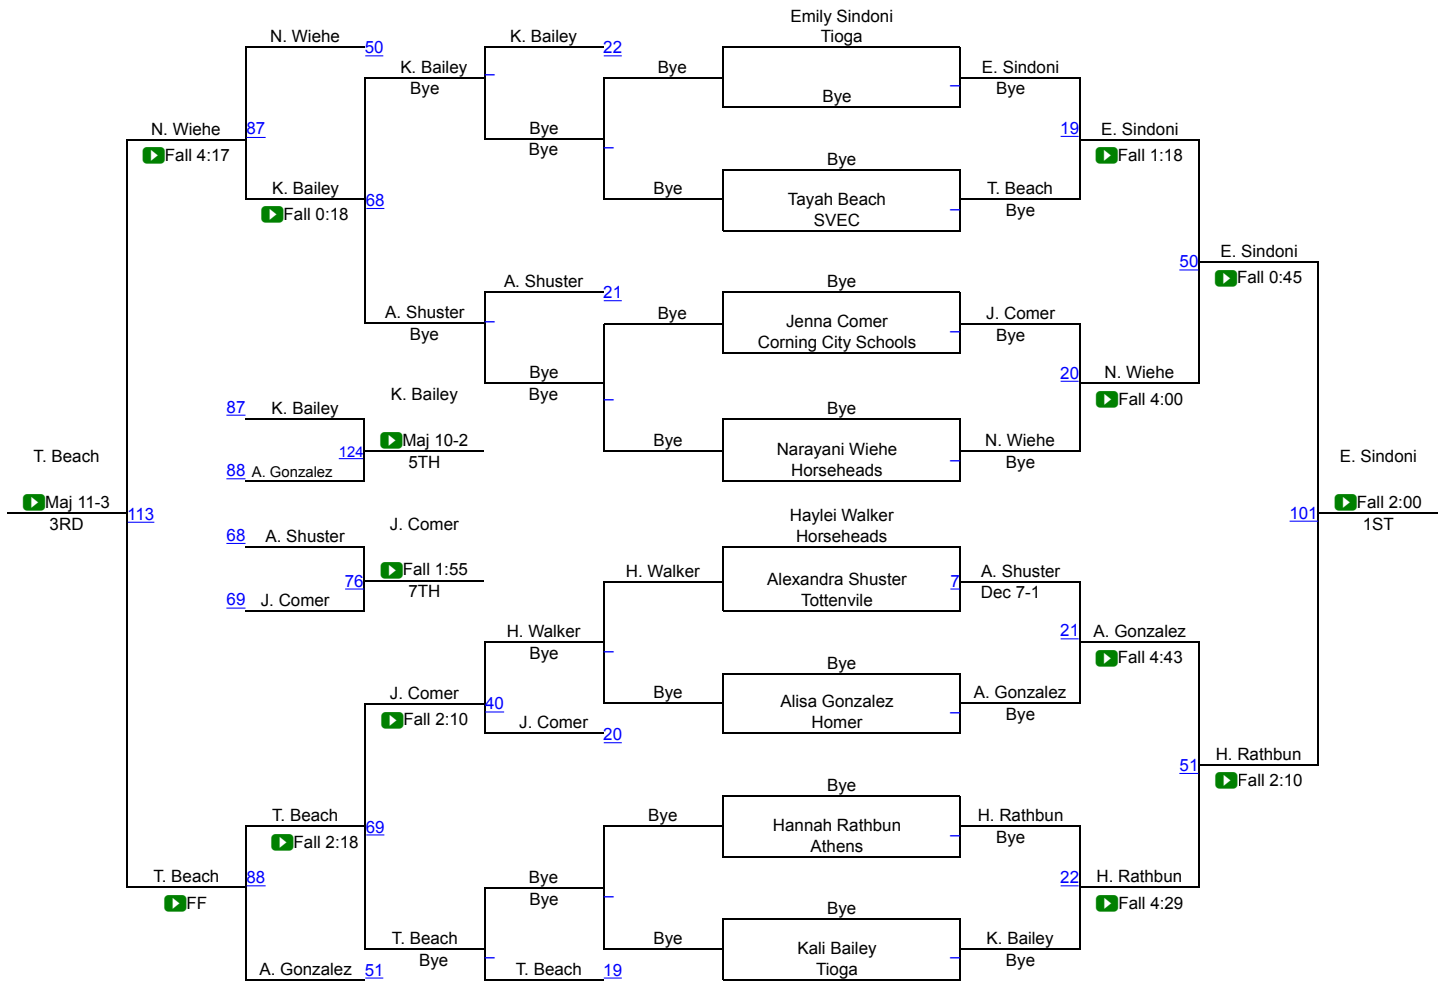 Emily Sindoni
N. Wiehe
K. Bailey
Tioga
50
22
K. Bailey
Bye
E. Sindoni
Bye
Bye
Bye
N. Wiehe
87
Bye
19
E. Sindoni
Fall 4:17
Bye
Bye
Fall 1:18
K. Bailey
68
Bye
Tayah Beach
T. Beach
Fall 0:18
SVEC
Bye
E. Sindoni
50
A. Shuster
21
Bye
Fall 0:45
A. Shuster
Bye
Jenna Comer
J. Comer
Bye
Corning City Schools
Bye
Bye
20
N. Wiehe
K. Bailey
Bye
Fall 4:00
87
K. Bailey
Bye
Maj 10-2
Bye
Narayani Wiehe
N. Wiehe
T. Beach
124
5TH
Bye
E. Sindoni
88
A. Gonzalez
Horseheads
Maj 11-3
Fall 2:00
3RD
113
Haylei Walker
101
1ST
68
A. Shuster
J. Comer
Horseheads
Fall 1:55
H. Walker
Alexandra Shuster
7
A. Shuster
76
7TH
Tottenvile
Dec 7-1
69
J. Comer
H. Walker
21
A. Gonzalez
Bye
Bye
Fall 4:43
J. Comer
40
Bye
Alisa Gonzalez
A. Gonzalez
Fall 2:10
J. Comer
20
Homer
Bye
51
H. Rathbun
Bye
Fall 2:10
T. Beach
69
Bye
Hannah Rathbun
H. Rathbun
Fall 2:18
Athens
Bye
T. Beach
88
Bye
22
H. Rathbun
FF
Bye
Bye
Fall 4:29
T. Beach
Bye
Kali Bailey
K. Bailey
Bye
Bye
A. Gonzalez
51
T. Beach
19
Tioga